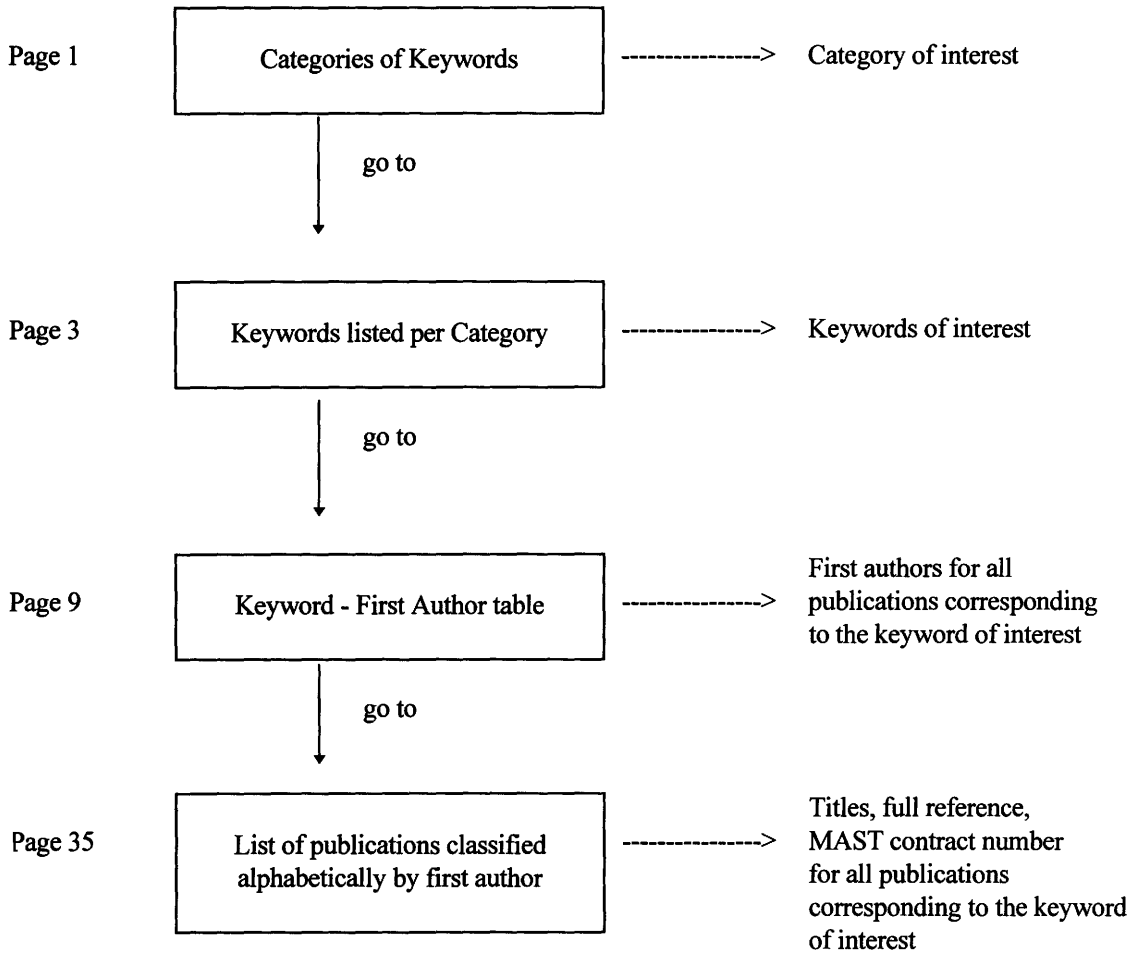 Page 1
Categories of Keywords
-------------->
Category of interest
go to
Page 3
Keywords listed per Category
-------------->
Keywords of interest
go to
Page 9
Keyword - First Author table
-------------->
First authors for all
publications corresponding
to the keyword of interest
go to
Page 35
List of publications classified
alphabetically by first author
-------------->
Titles, full reference,
MAST contract number
for all publications
corresponding to the keyword
of interest